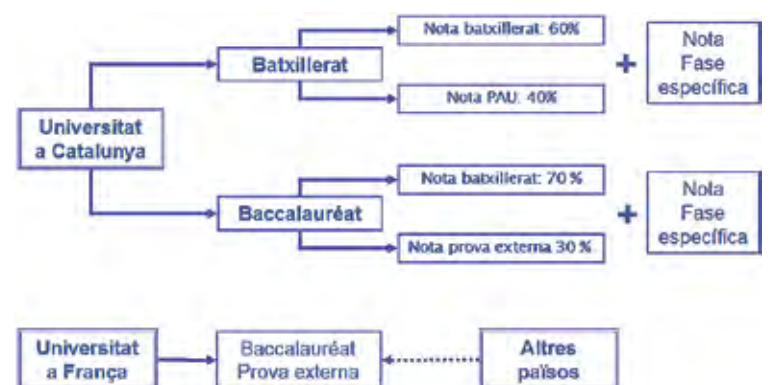 Nota batxillerat: 60%
Batxillerat
+
Nota
Fase
específica
Nota PAU: 40%
Universitat
a Catalunya
Nota batxillerat: 70 %
Baccalauréat
+
Nota
Fase
específica
Nota prova externa 30 %
Universitat
a França
Baccalauréat
Prova externa
Altres
països